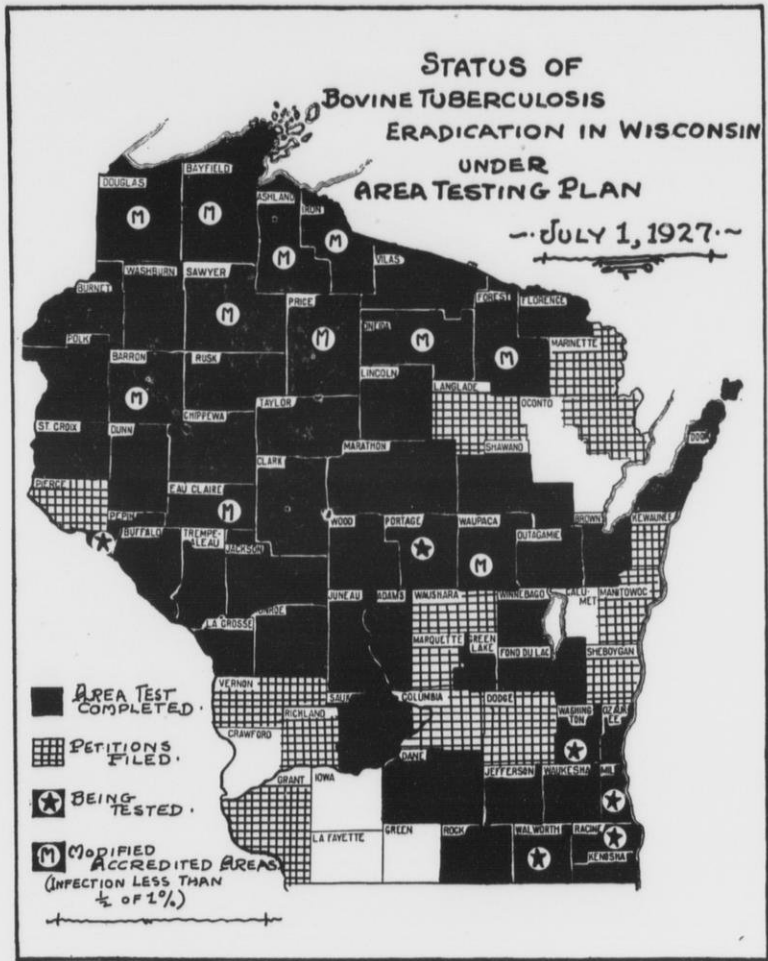 STATUS OF
BOVINE TUBERCULOSIS
ERADICATION IN WISCONSIN
UNDER
AREA TESTING PLAN
JULY 1, 1927
DOUGLAS
BAYFIELD
ASHLAND
IRON
VILAS
BURNET
WASHBURN
SAWYER
PRICE
ONEIDA
FOREST
FLORENCE
MARINETTE
POLK
BARRON
RUSK
LINCOLN
LANGLADE
OCONTO
TAYLOR
CHIPPEWA
ST. CROIX
DUNN
CLARK
MARATHON
SHAWANO
DOOR
PIERCE
EAU CLAIRE
PEPIN
BUFFALO
TREMPE-
ALEAU
JACKSON
WOOD
PORTAGE
WAUPACA
OUTAGAMIE
BROWN
KEWAUNEE
JUNEAU
ADAMS
WAUSHARA
WINNEBAGO
CALU-
MET
MANITOWOC
LA CROSSE
MARQUETTE
GREEN
LAKE
FOND DU LAC
SHEBOYGAN
VERNON
RICHLAND
SAUK
COLUMBIA
DODGE
WASHING
TON
OZAUK
EE
CRAWFORD
GRANT
IOWA
DANE
JEFFERSON
WAUKESHA
MIL
LA FAYETTE
GREEN
ROCK
WALWORTH
RACINE
KENOSHA
M
M
M
M
M
M
M
M
M
M
M
AREA TEST
COMPLETED.
PETITIONS
FILED.
BEING
TESTED.
M MODIFIED
ACCREDITED AREAS
(INFECTION LESS THAN
½ OF 1%)